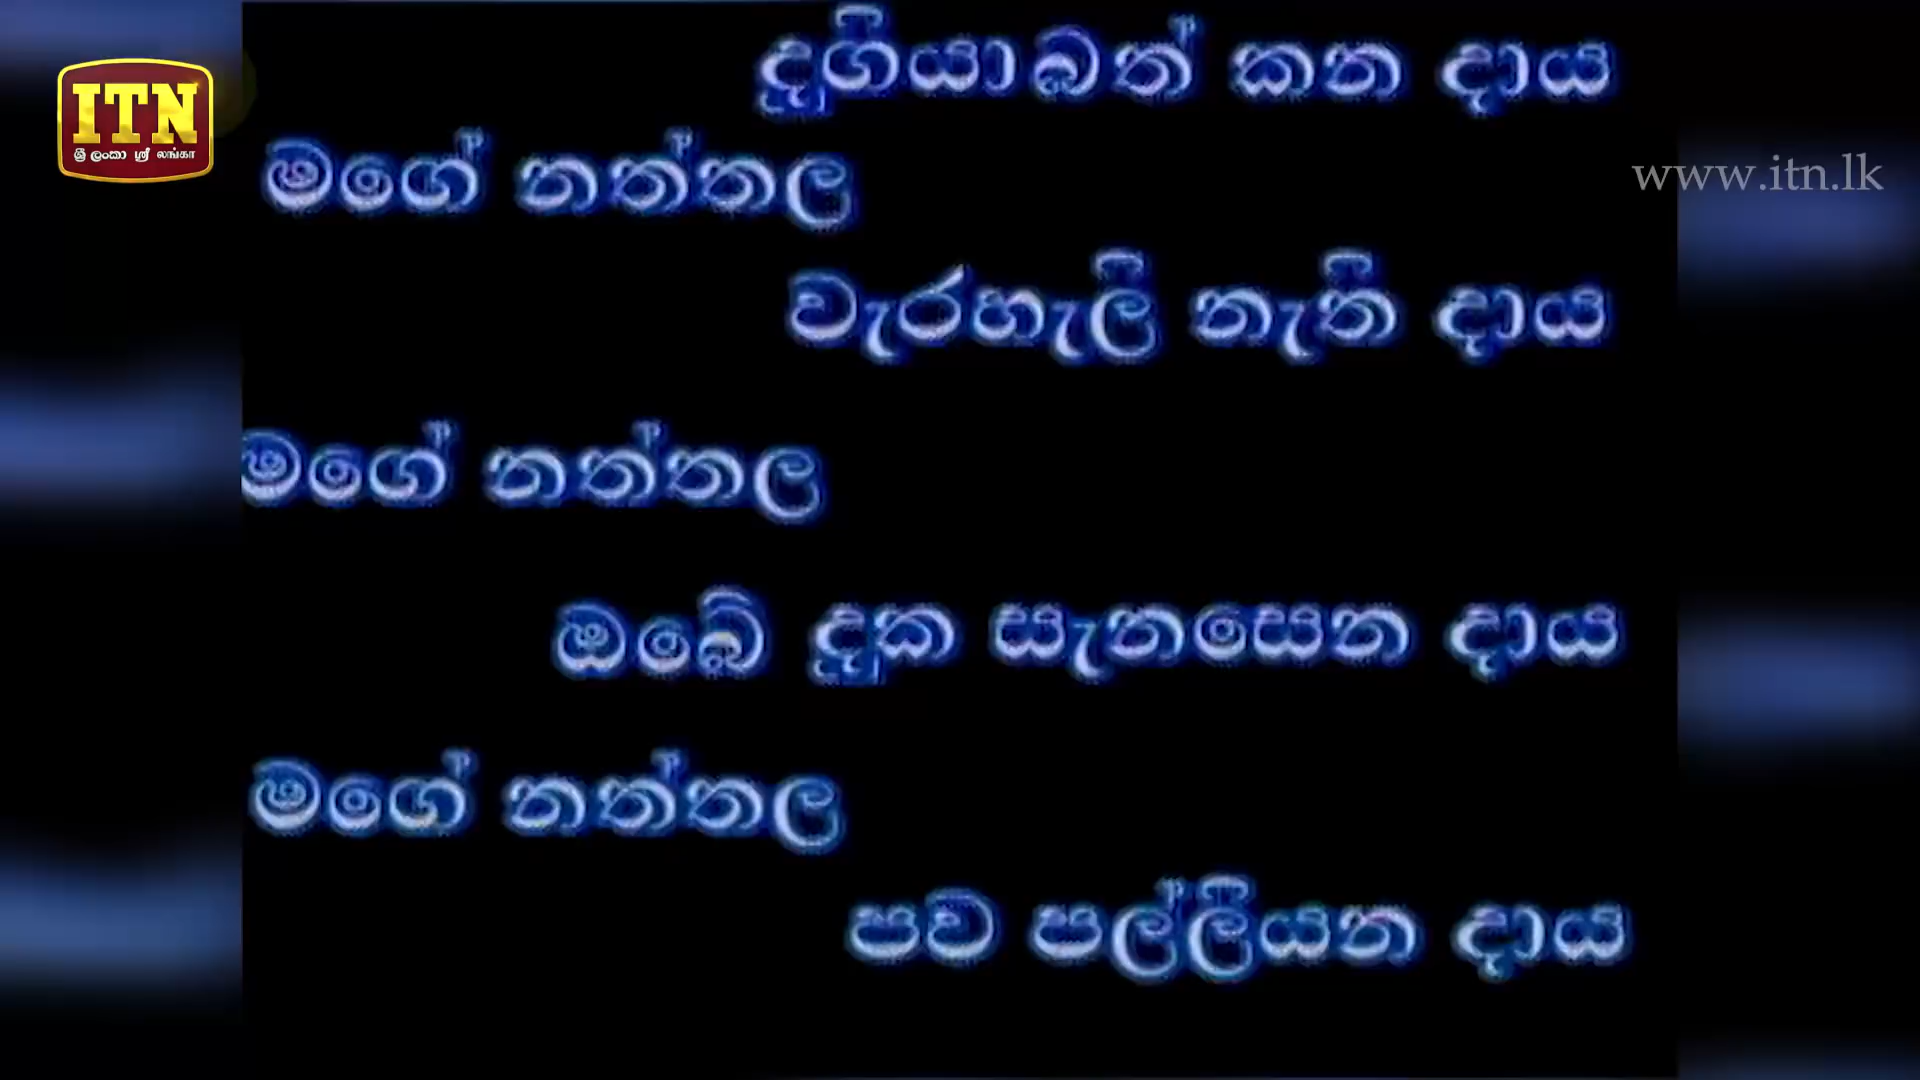 දුගියා බත් කන දාය
ITN
ශ්‍රී ලංකා ஸ்ரீ லங்கா
මගේ නත්තල
www.itn.lk
වැරහැලි නැති දාය
මගේ නත්තල
ඔබේ දුක සැනසෙන දාය
මගේ නත්තල
පව පල්ලියන දාය